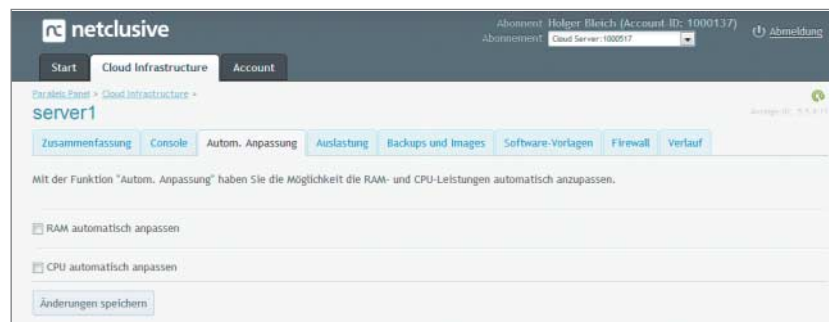 netclusive
Abonnent Holger Bleich (Account-ID: 1000137)
Abonnement Cloud Server:1000517
Abmeldung
Start Cloud Infrastructure Account
Parallels Panel > Cloud Infrastructure >
server1
Zusammenfassung Console Autom. Anpassung Auslastung Backups und Images Software-Vorlagen Firewall Verlauf
Mit der Funktion "Autom. Anpassung" haben Sie die Möglichkeit die RAM- und CPU-Leistungen automatisch anzupassen.
RAM automatisch anpassen
CPU automatisch anpassen
Änderungen speichern